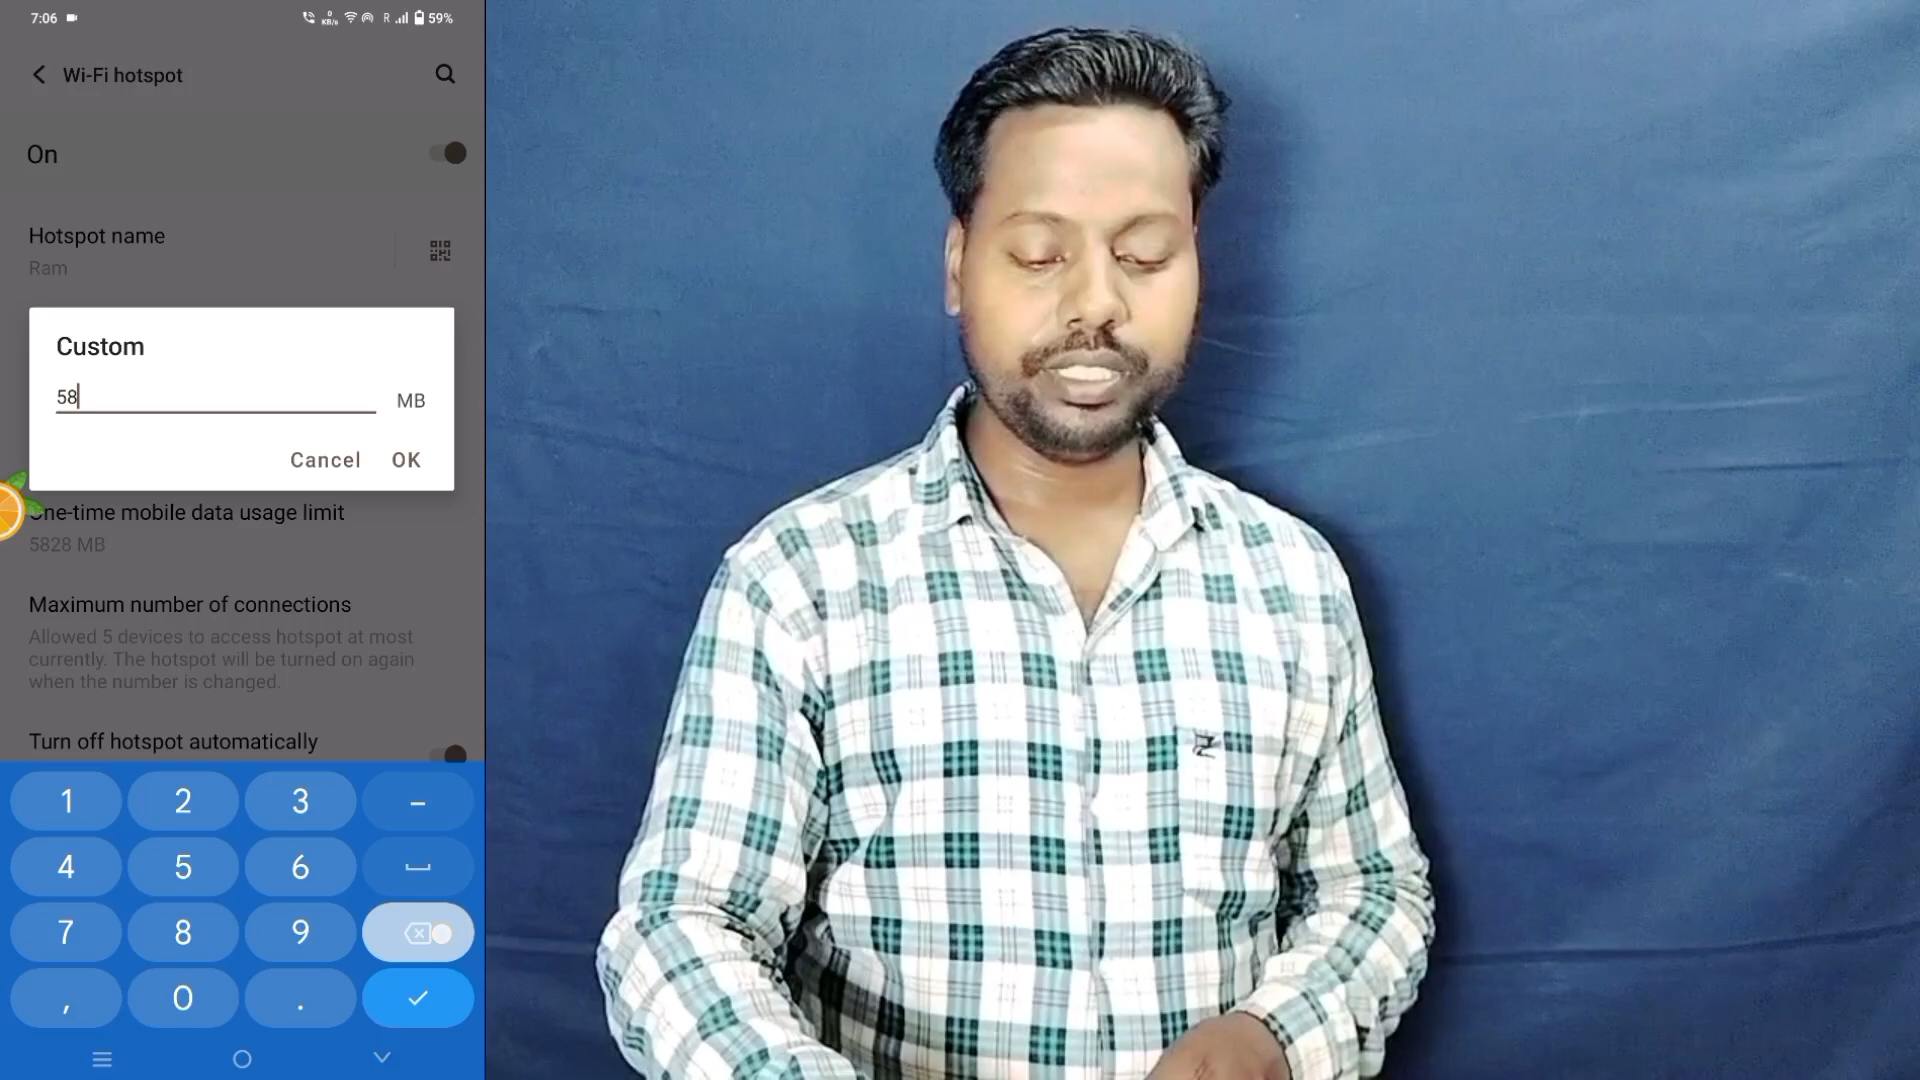 7:06
0
KB/s
R
59%
Wi-Fi hotspot
On
Hotspot name
Ram
Custom
58
MB
Cancel
OK
One-time mobile data usage limit
5828 MB
Maximum number of connections
Allowed 5 devices to access hotspot at most
currently. The hotspot will be turned on again
when the number is changed.
Turn off hotspot automatically
1 2 3 –
4 5 6
7 8 9
, 0 .